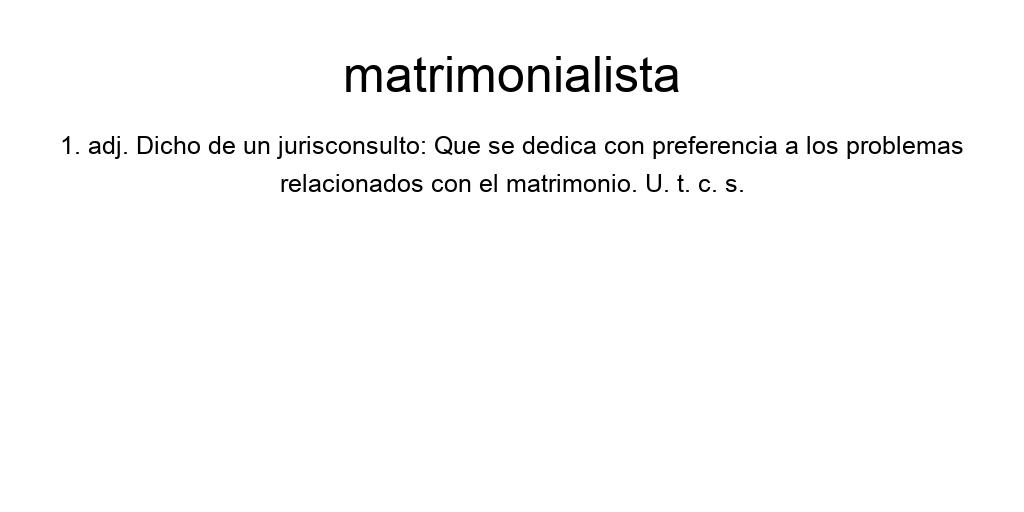 matrimonialista
1. adj. Dicho de un jurisconsulto: Que se dedica con preferencia a los problemas
relacionados con el matrimonio. U. t. c. s.